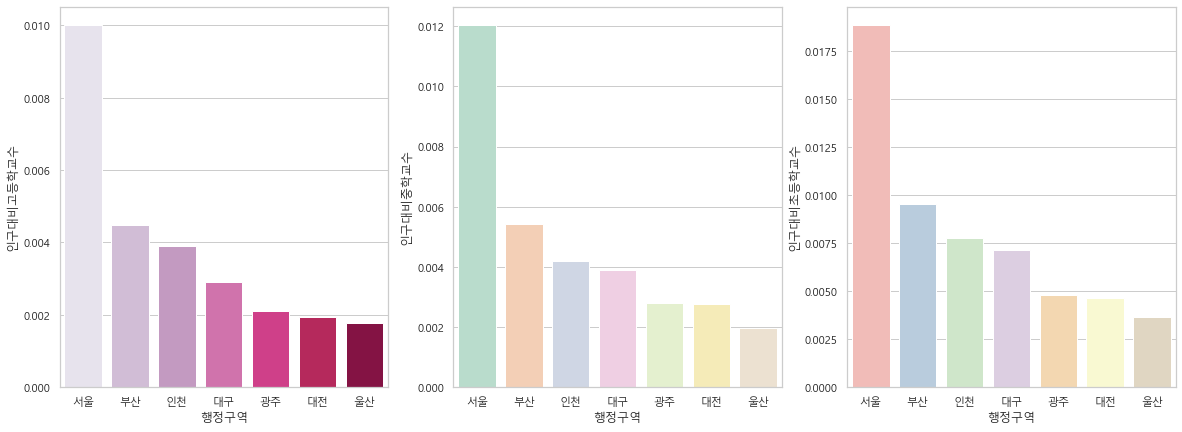 인구대비고등학교수
0.010
0.008
0.006
0.004
0.002
0.000
서울 부산 인천 대구 광주 대전 울산
행정구역
인구대비중학교수
0.012
0.010
0.008
0.006
0.004
0.002
0.000
서울 부산 인천 대구 광주 대전 울산
행정구역
인구대비초등학교수
0.0175
0.0150
0.0125
0.0100
0.0075
0.0050
0.0025
0.0000
서울 부산 인천 대구 광주 대전 울산
행정구역